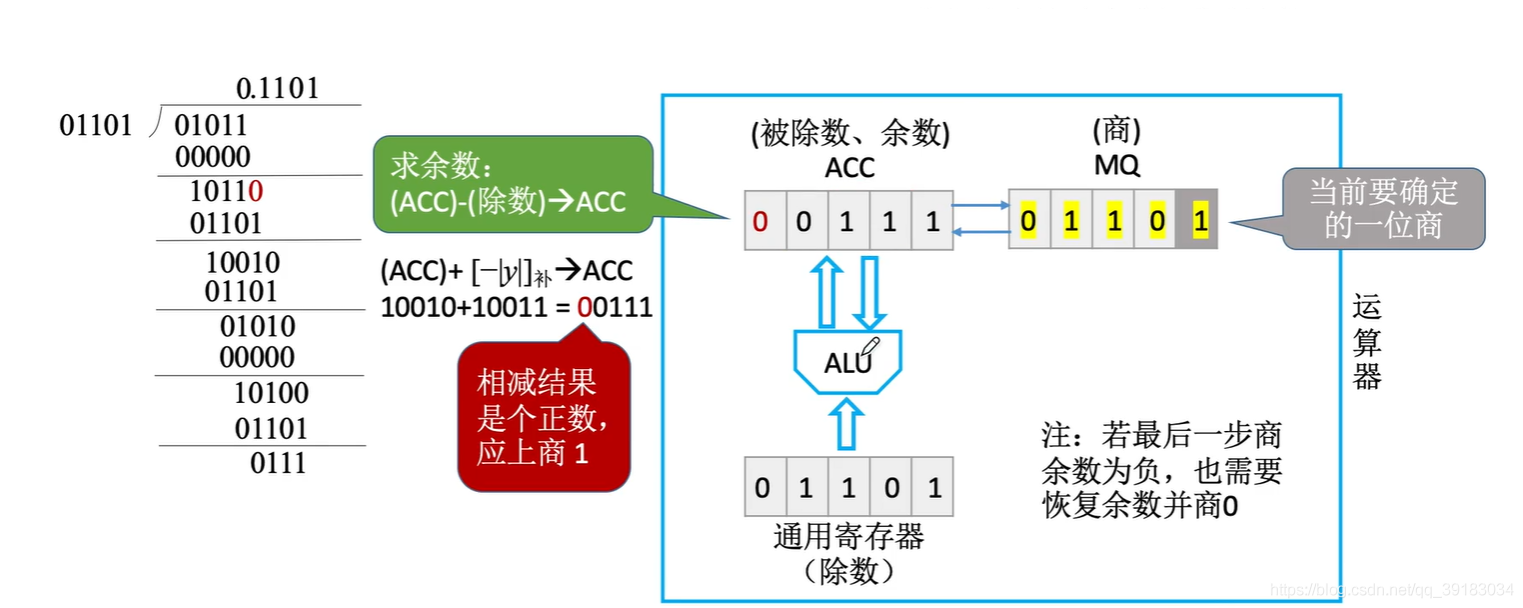 0.1101
01101
01011
00000
10110
01101
10010
01101
01010
00000
10100
01101
0111
求余数：
(ACC)-(除数)→ACC
(ACC)+ [−|y|]补→ACC
10010+10011 = 00111
相减结果
是个正数，
应上商 1
(被除数、余数)
ACC
(商)
MQ
0 0 1 1 1
0 1 1 0 1
当前要确定
的一位商
ALU
0 1 1 0 1
通用寄存器
（除数）
注：若最后一步商
余数为负，也需要
恢复余数并商0
运
算
器
https://blog.csdn.net/qq_39183034